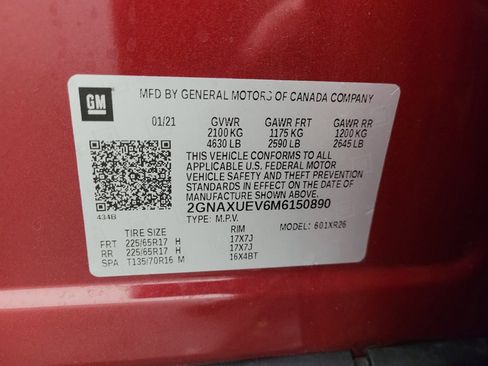 GM
MFD BY GENERAL MOTORS OF CANADA COMPANY
01/21 GVWR GAWR FRT GAWR RR
2100 KG 1175 KG 1200 KG
4630 LB 2590 LB 2645 LB
THIS VEHICLE CONFORMS TO ALL
APPLICABLE U.S. FEDERAL MOTOR
VEHICLE SAFETY AND THEFT PREVENTION
STANDARDS IN EFFECT ON THE DATE OF
MANUFACTURE SHOWN ABOVE.
2GNAXUEV6M6150890
434B
TYPE: M.P.V. MODEL: 601XR26
TIRE SIZE RIM
FRT 225/65R17 H 17X7J
RR 225/65R17 H 17X7J
SPA T135/70R16 M 16X4BT